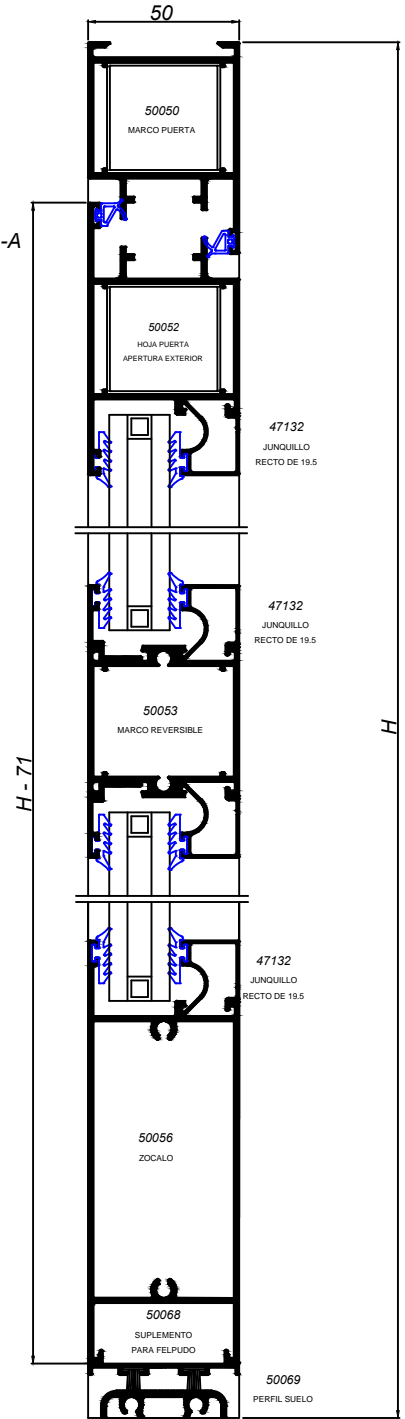 50
50050
MARCO PUERTA
-A
50052
HOJA PUERTA
APERTURA EXTERIOR
47132
JUNQUILLO
RECTO DE 19.5
47132
JUNQUILLO
RECTO DE 19.5
50053
MARCO REVERSIBLE
H
H - 71
47132
JUNQUILLO
RECTO DE 19.5
50056
ZOCALO
50068
SUPLEMENTO
PARA FELPUDO
50069
PERFIL SUELO